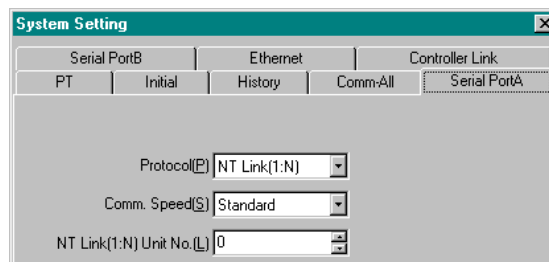 System Setting
Serial PortB Ethernet Controller Link
PT Initial History Comm-All Serial PortA
Protocol(P) NT Link(1:N)
Comm. Speed(S) Standard
NT Link(1:N) Unit No.(L) 0